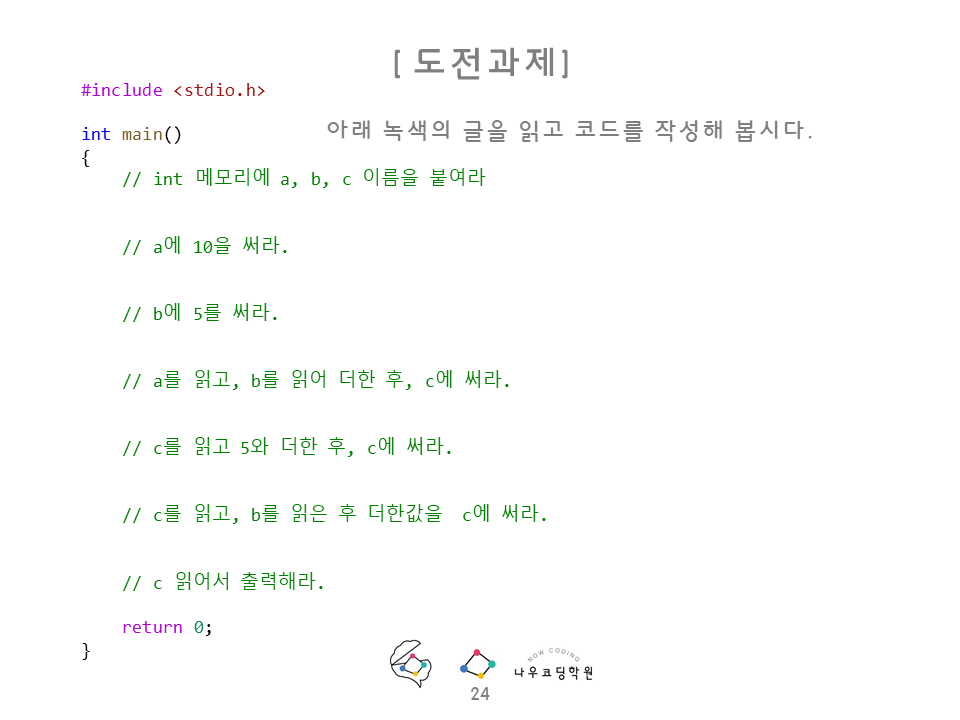 [ 도전과제]
#include <stdio.h>
아래 녹색의 글을 읽고 코드를 작성해 봅시다.
int main()
{
// int 메모리에 a, b, c 이름을 붙여라
// a에 10을 써라.
// b에 5를 써라.
// a를 읽고, b를 읽어 더한 후, c에 써라.
// c를 읽고 5와 더한 후, c에 써라.
// c를 읽고, b를 읽은 후 더한값을 c에 써라.
// c 읽어서 출력해라.
return 0;
}
NOW CODING
나우코딩학원
24